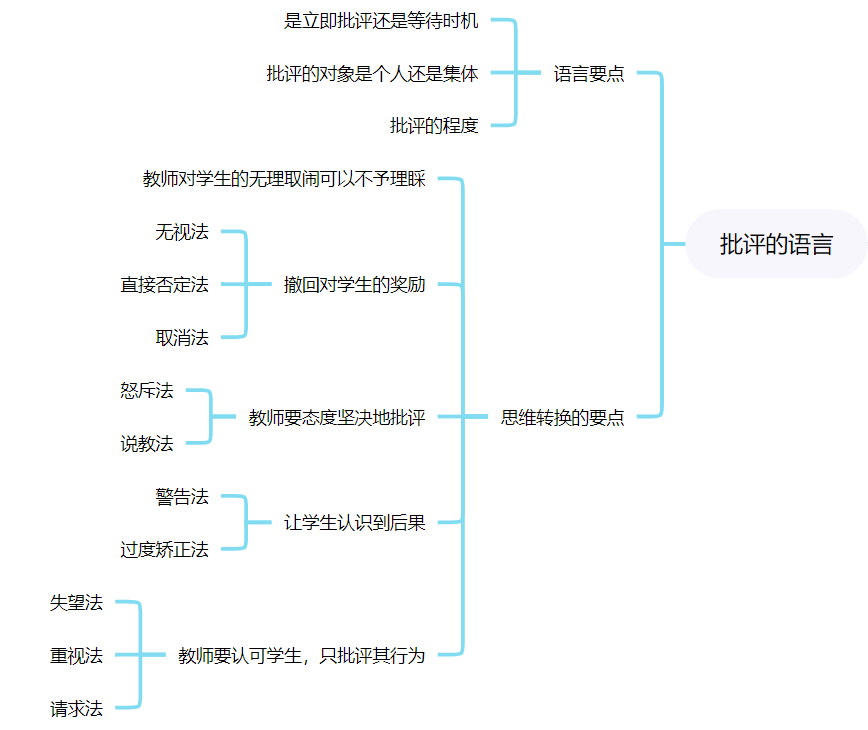 是立即批评还是等待时机
批评的对象是个人还是集体
语言要点
批评的程度
教师对学生的无理取闹可以不予理睬
无视法
批评的语言
直接否定法
撤回对学生的奖励
取消法
怒斥法
教师要态度坚决地批评
思维转换的要点
说教法
警告法
让学生认识到后果
过度矫正法
失望法
重视法
教师要认可学生，只批评其行为
请求法